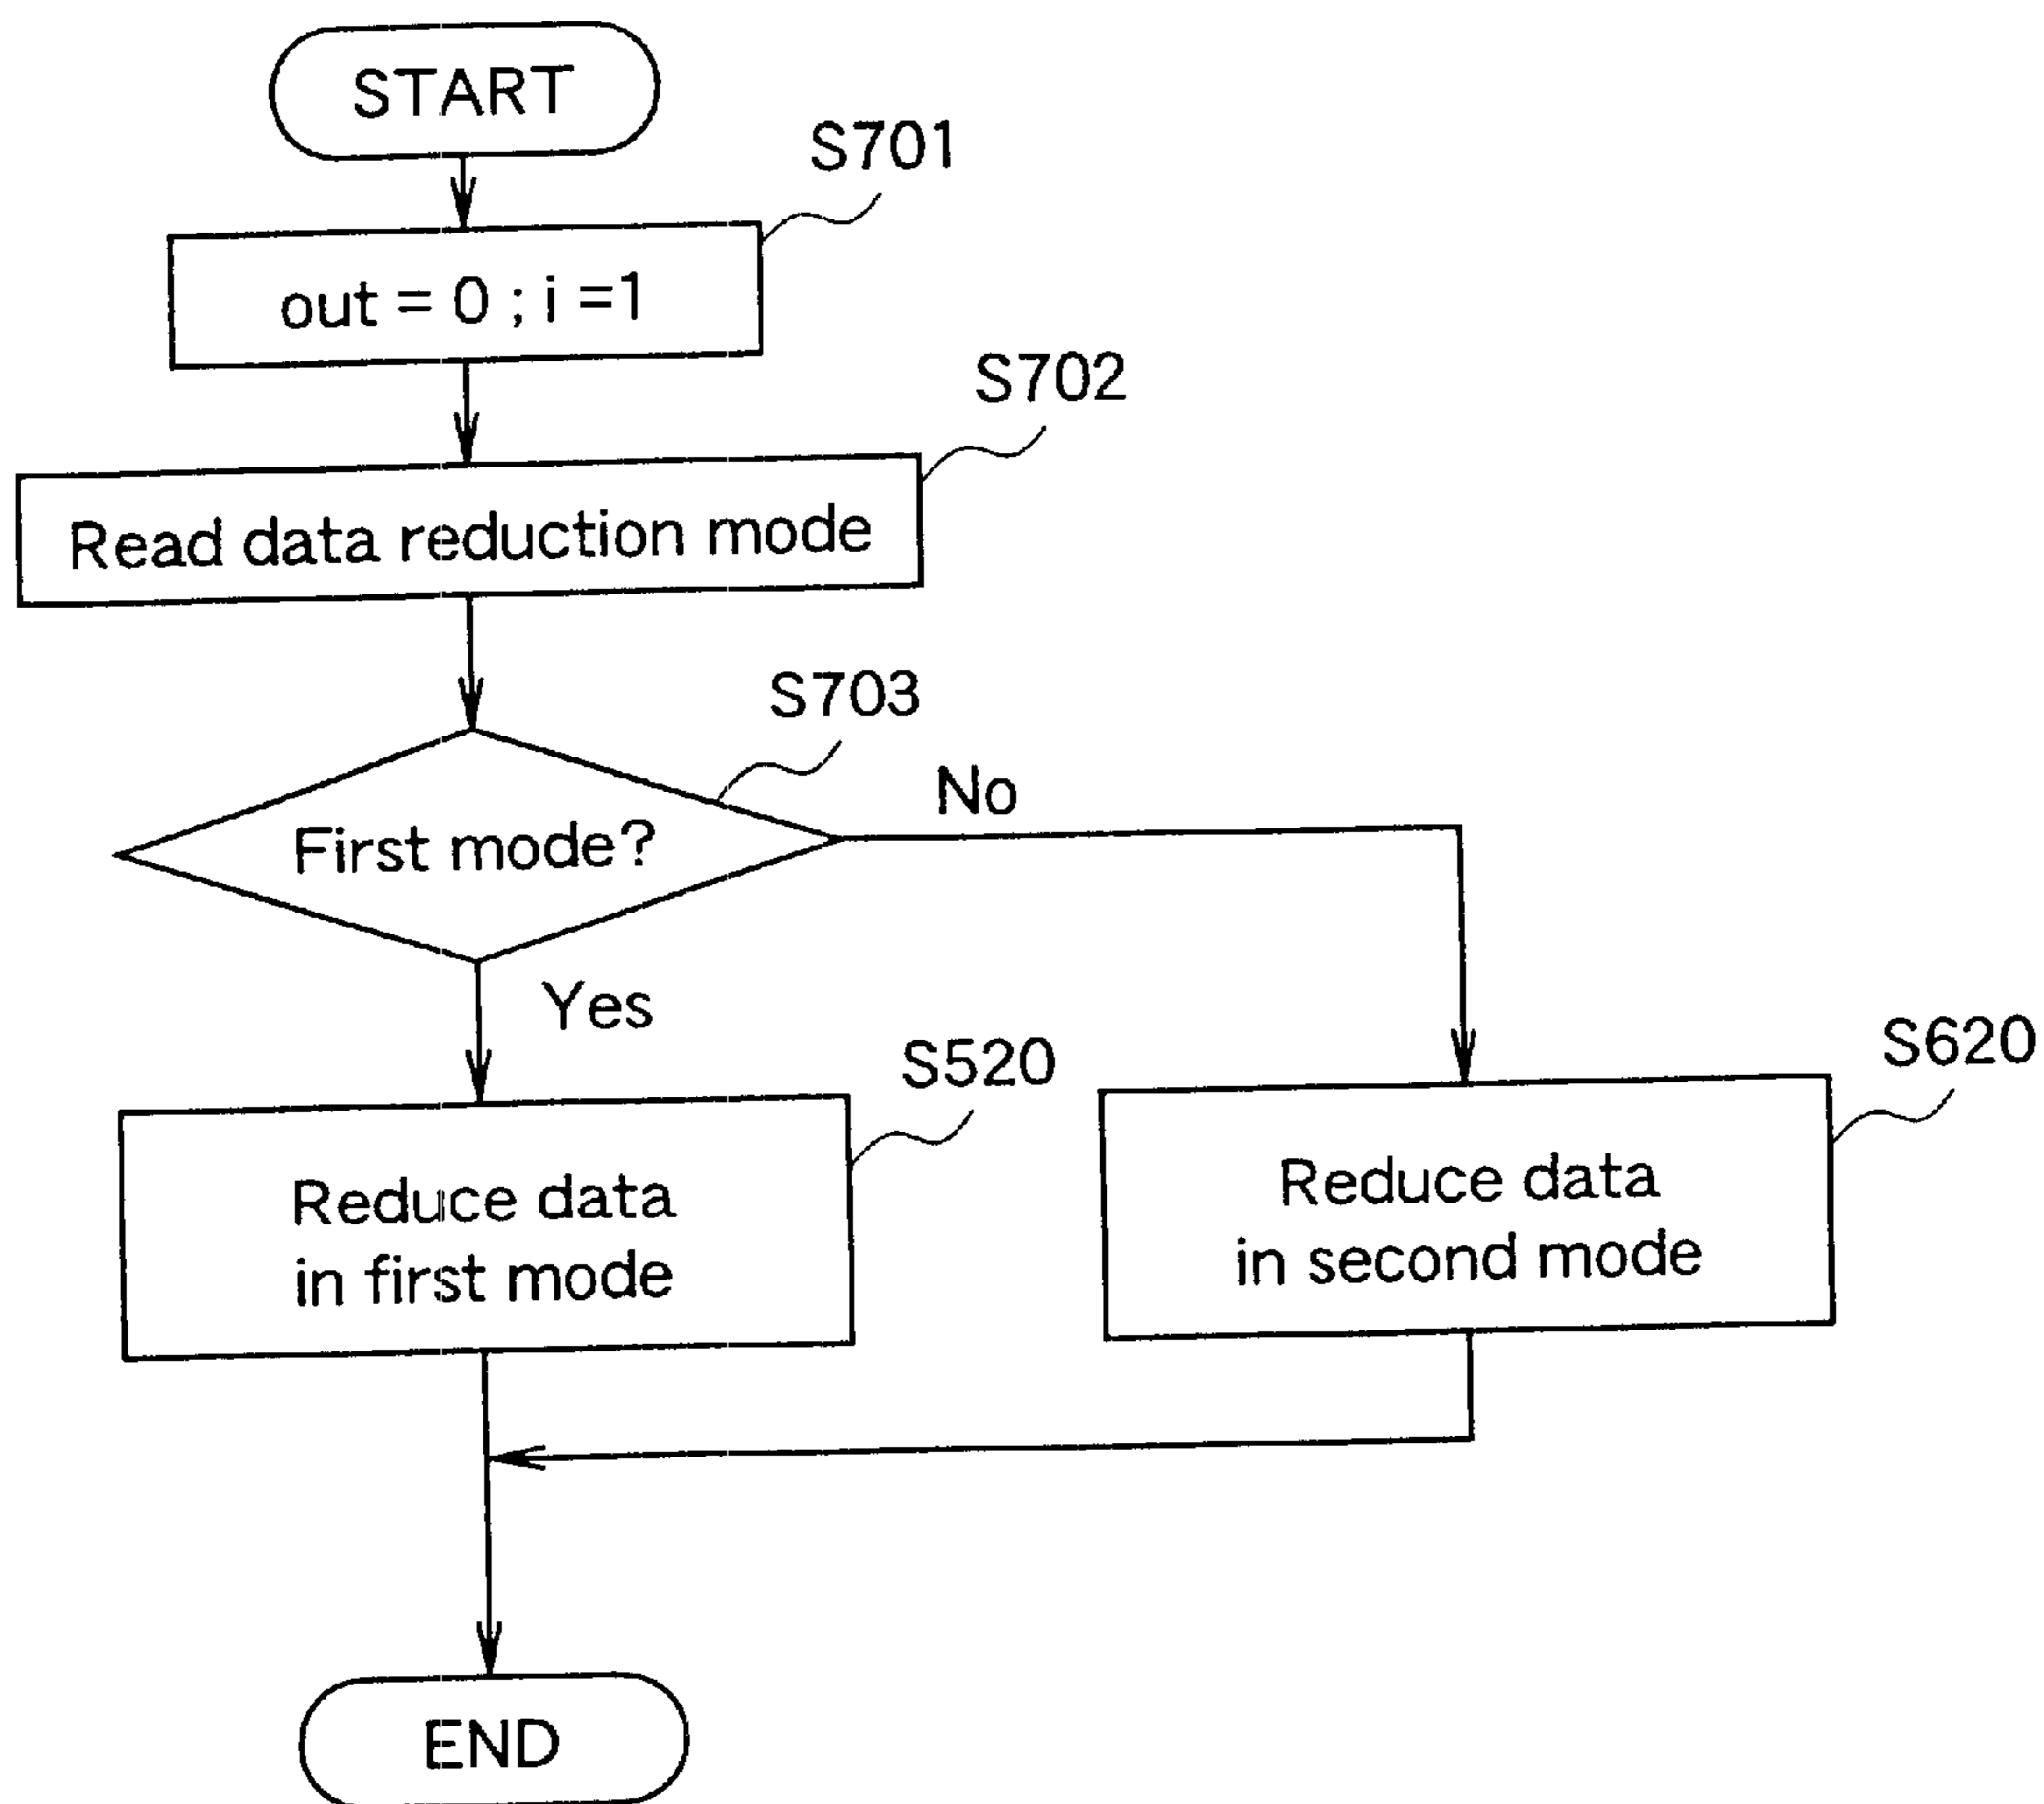 START
S701
out = 0 ; i =1
S702
Read data reduction mode
S703
No
First mode?
Yes
S520
S620
Reduce data
in first mode
Reduce data
in second mode
END